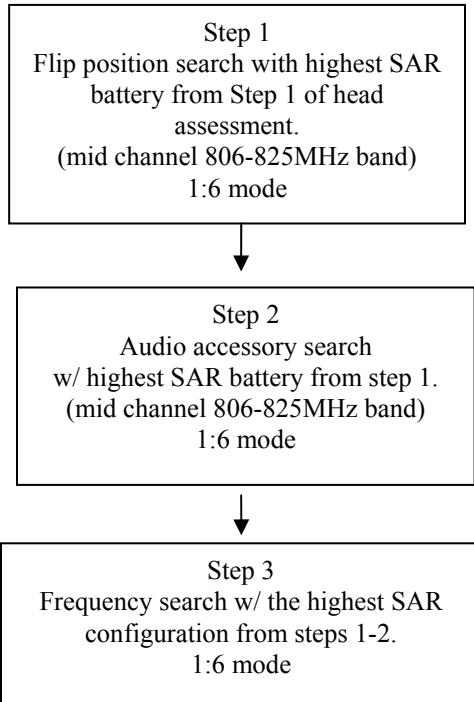 Step 1
Flip position search with highest SAR
battery from Step 1 of head
assessment.
(mid channel 806-825MHz band)
1:6 mode
Step 2
Audio accessory search
w/ highest SAR battery from step 1.
(mid channel 806-825MHz band)
1:6 mode
Step 3
Frequency search w/ the highest SAR
configuration from steps 1-2.
1:6 mode